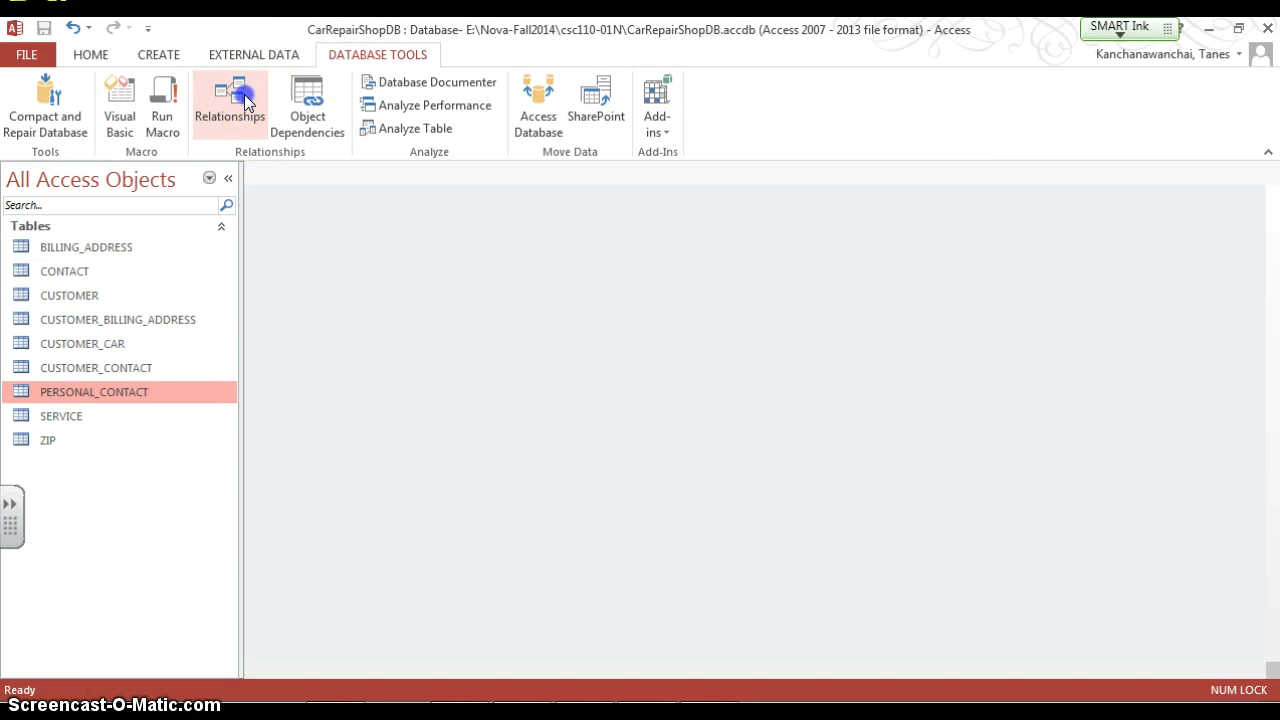 CarRepairShopDB : Database- E:\Nova-Fall2014\csc110-01N\CarRepairShopDB.accdb (Access 2007 - 2013 file format) - Access
SMART Ink
FILE HOME CREATE EXTERNAL DATA DATABASE TOOLS
Kanchanawanchai, Tanes
Compact and
Repair Database
Tools
Visual
Basic
Run
Macro
Macro
Relationships
Object
Dependencies
Relationships
Database Documenter
Analyze Performance
Analyze Table
Analyze
Access
Database
SharePoint
Move Data
Add-
ins
Add-Ins
All Access Objects
Search...
Tables
BILLING_ADDRESS
CONTACT
CUSTOMER
CUSTOMER_BILLING_ADDRESS
CUSTOMER_CAR
CUSTOMER_CONTACT
PERSONAL_CONTACT
SERVICE
ZIP
Ready
NUM LOCK
Screencast-O-Matic.com